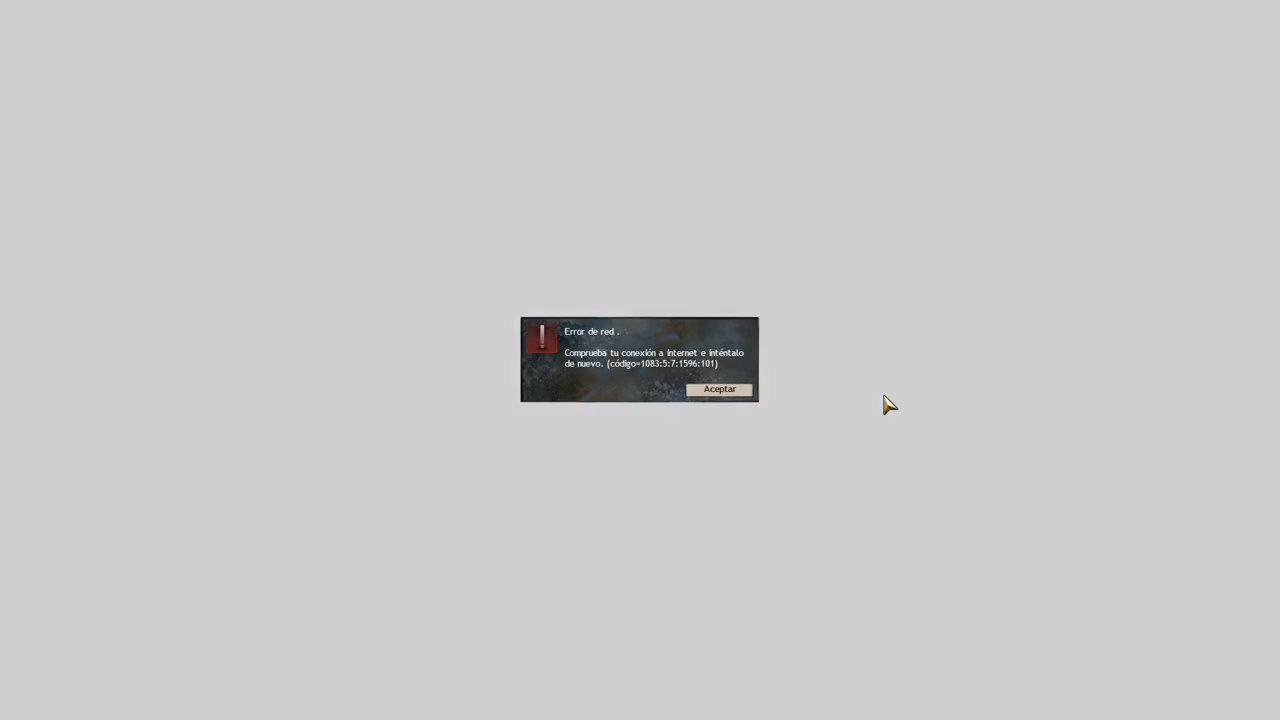 Error de red .
Comprueba tu conexión a internet e inténtalo
de nuevo. (código=1083:5:7:1596:101)
Aceptar